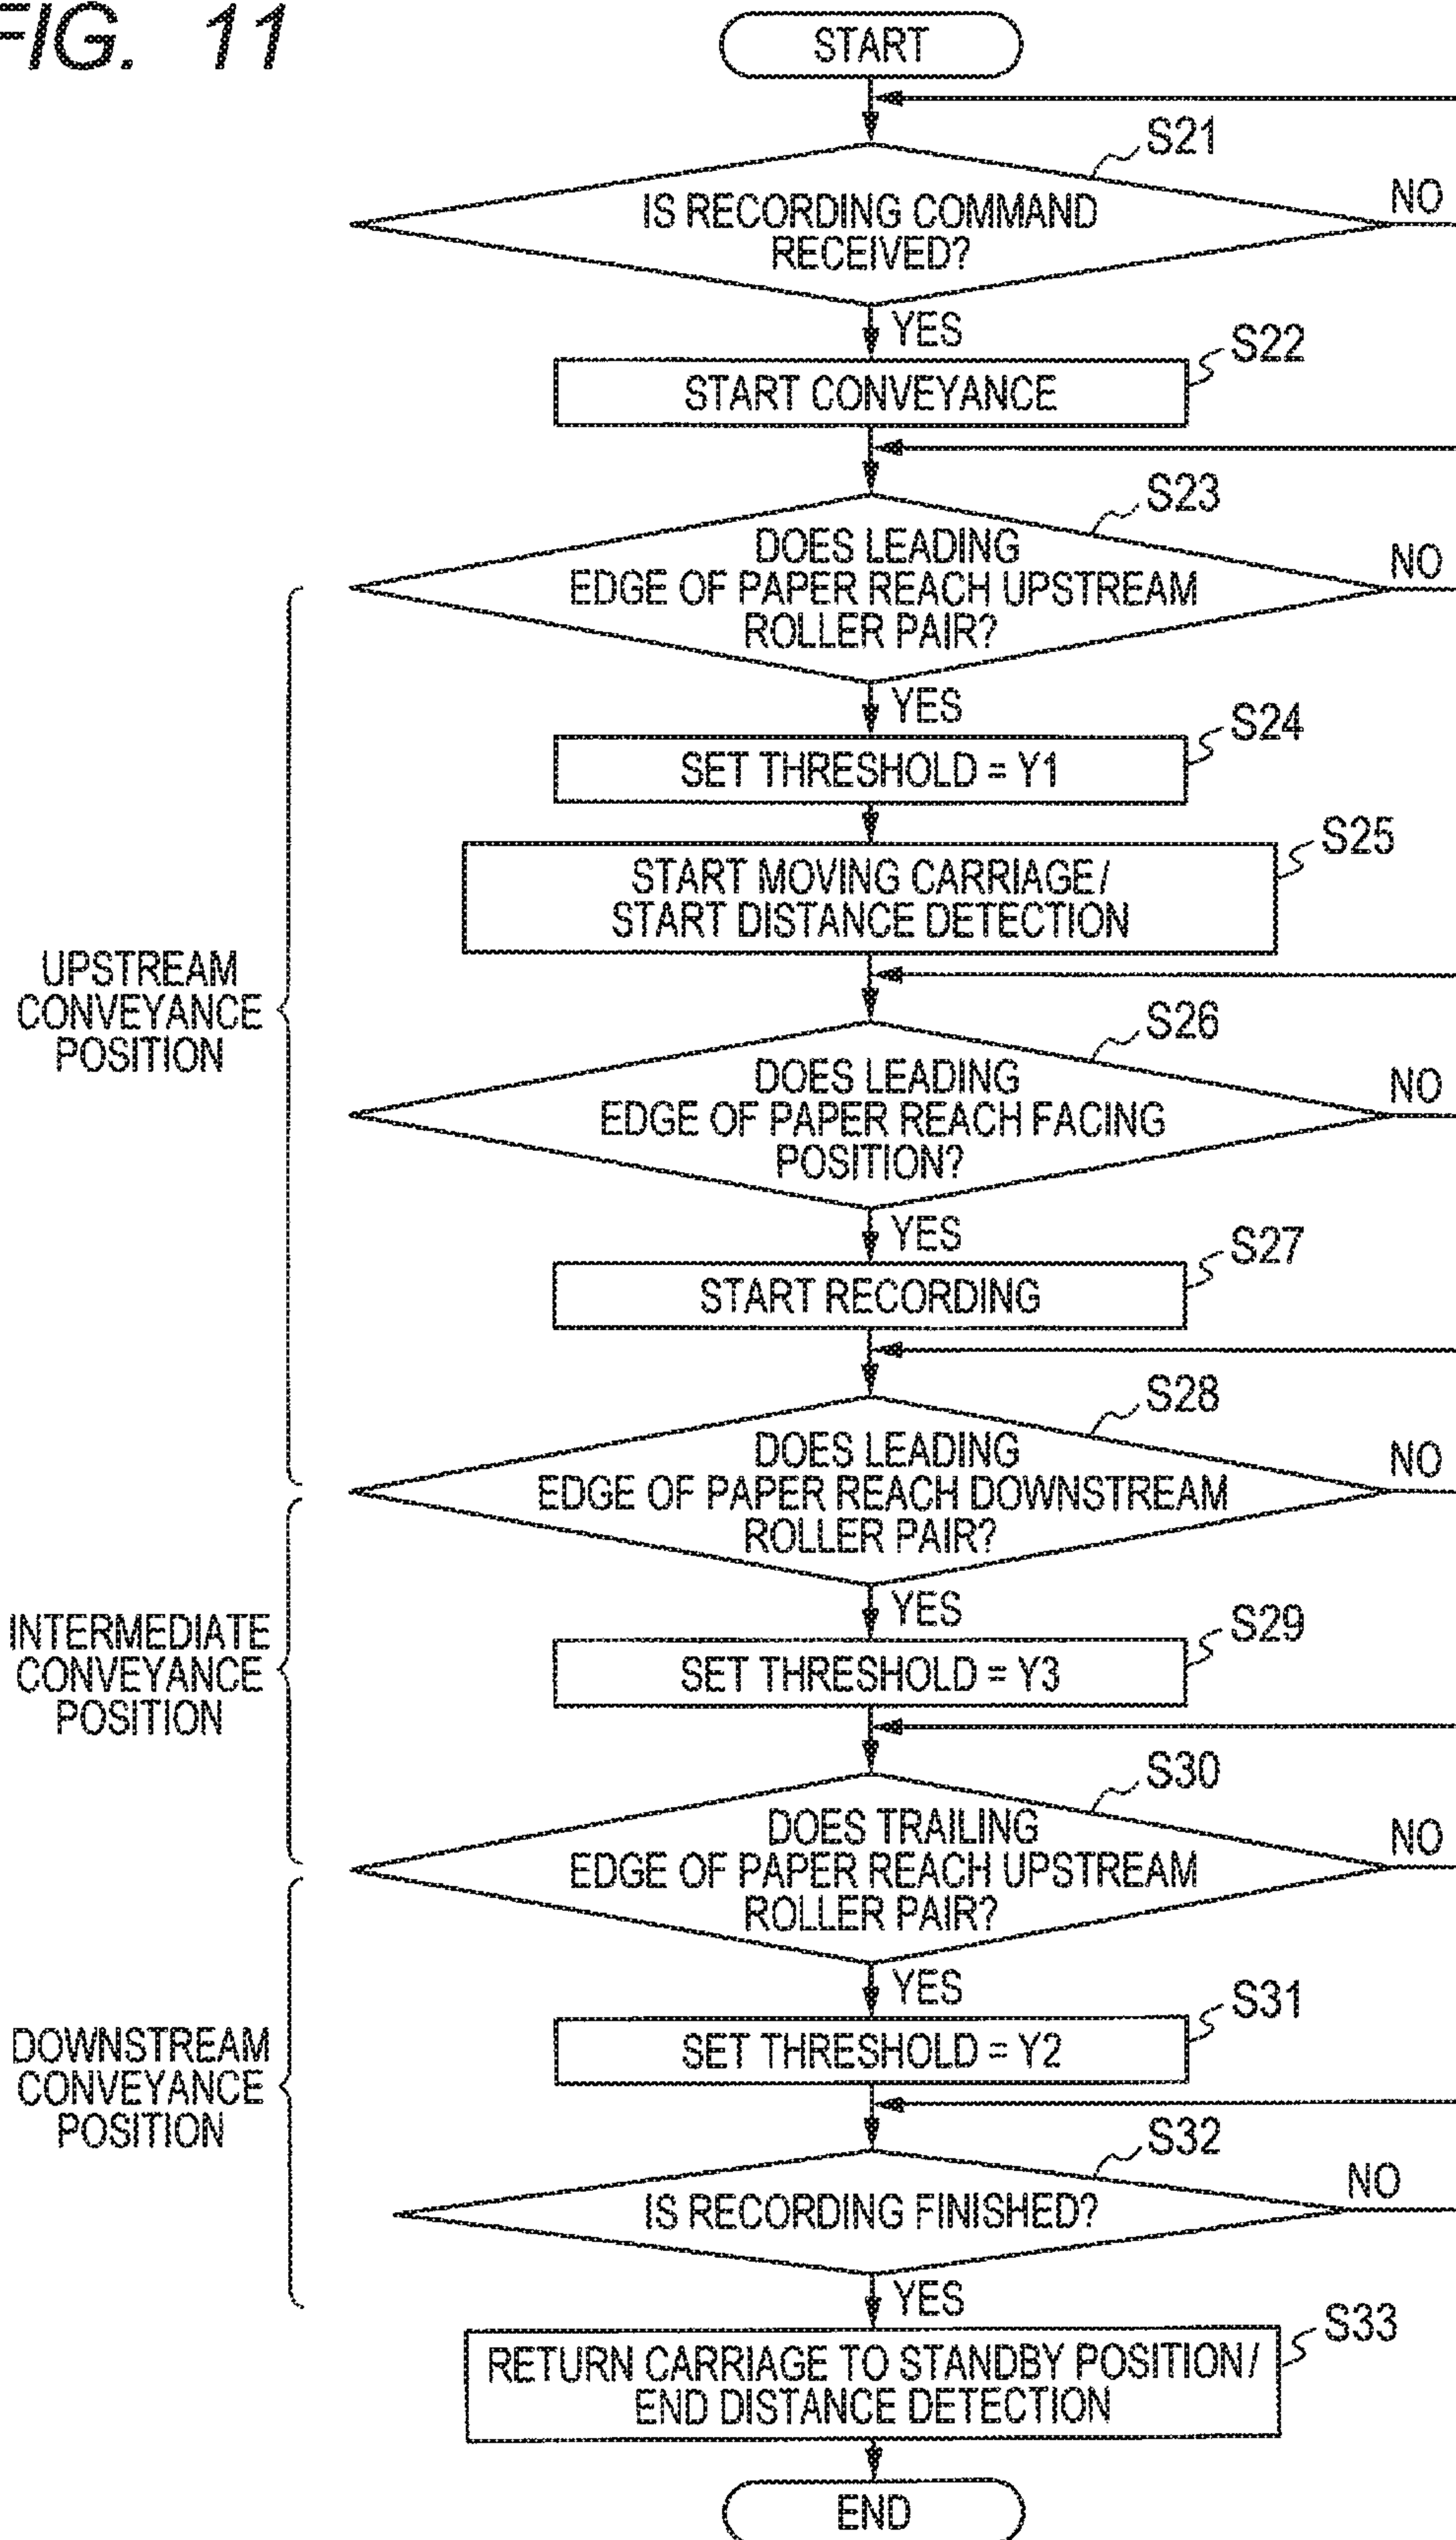 FIG. 11
START
S21
IS RECORDING COMMAND
RECEIVED?
NO
YES
S22
START CONVEYANCE
S23
DOES LEADING
EDGE OF PAPER REACH UPSTREAM
ROLLER PAIR?
NO
YES
S24
SET THRESHOLD = Y1
S25
START MOVING CARRIAGE/
START DISTANCE DETECTION
UPSTREAM
CONVEYANCE
POSITION
S26
DOES LEADING
EDGE OF PAPER REACH FACING
POSITION?
NO
YES
S27
START RECORDING
S28
DOES LEADING
EDGE OF PAPER REACH DOWNSTREAM
ROLLER PAIR?
NO
YES
S29
SET THRESHOLD = Y3
INTERMEDIATE
CONVEYANCE
POSITION
S30
DOES TRAILING
EDGE OF PAPER REACH UPSTREAM
ROLLER PAIR?
NO
YES
S31
SET THRESHOLD = Y2
DOWNSTREAM
CONVEYANCE
POSITION
S32
IS RECORDING FINISHED?
NO
YES
S33
RETURN CARRIAGE TO STANDBY POSITION/
END DISTANCE DETECTION
END